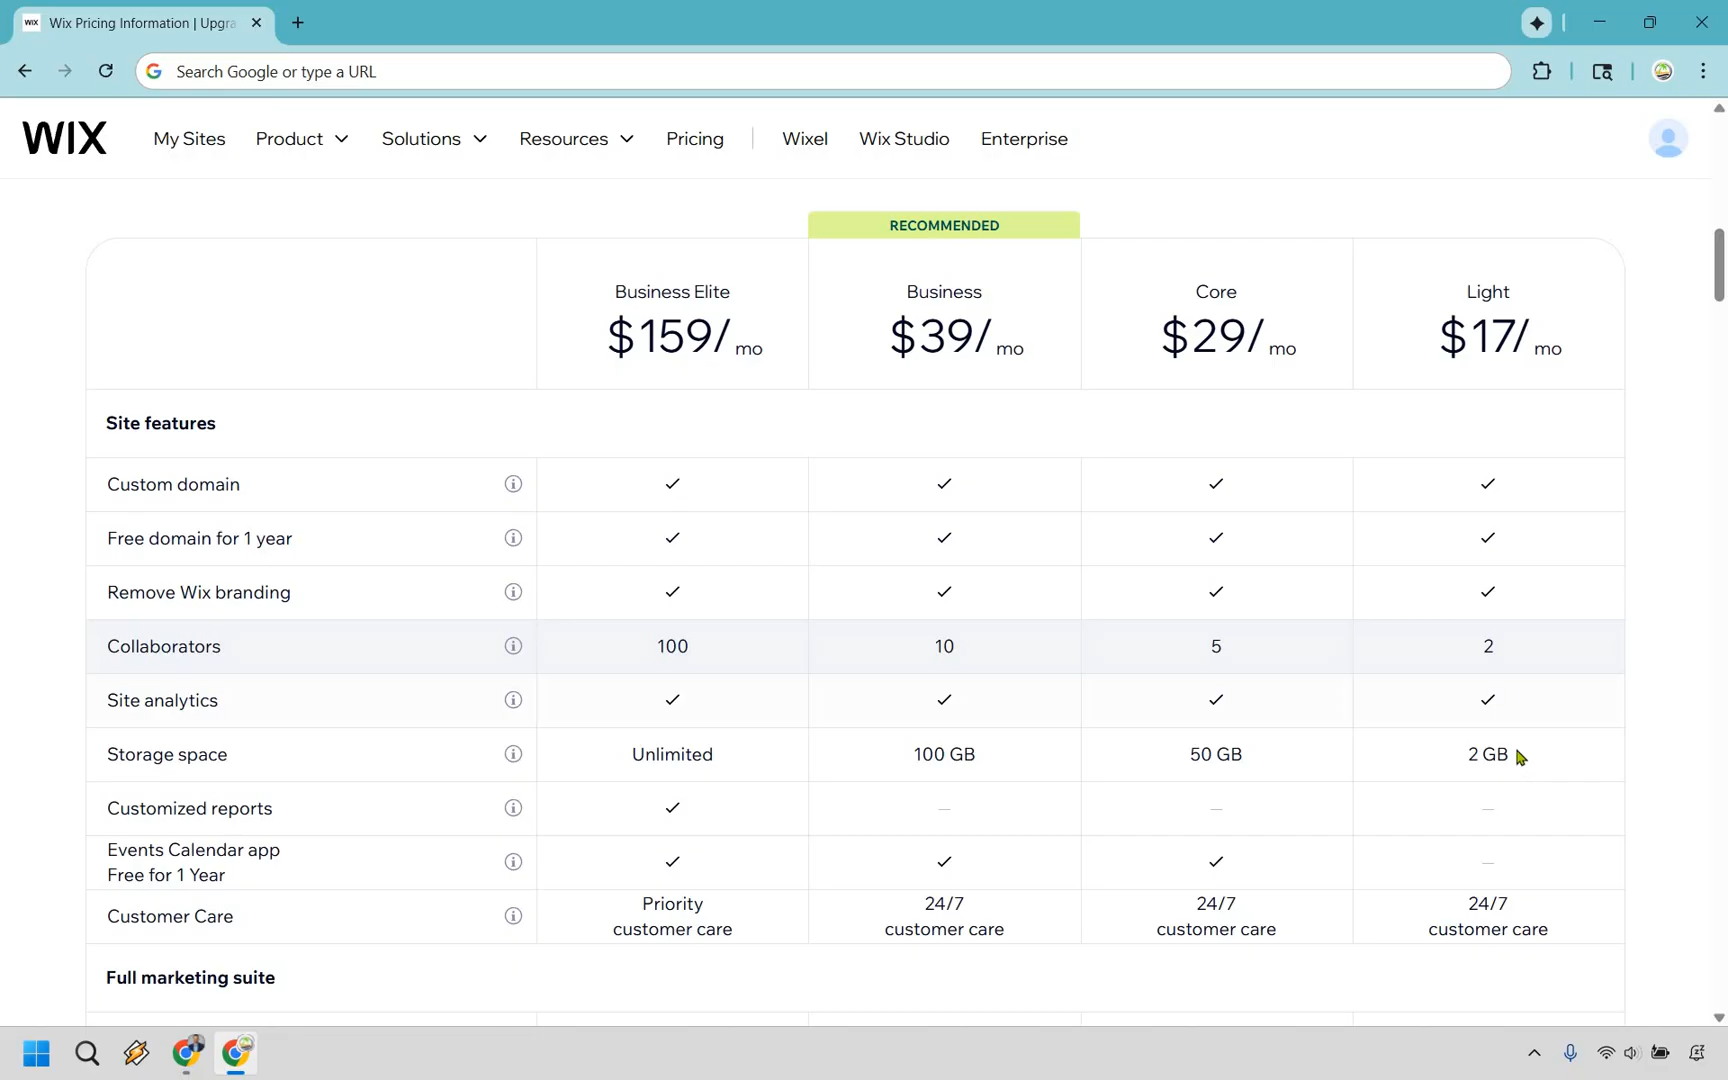 WIX Wix Pricing Information | Upgra
Search Google or type a URL
WIX My Sites Product Solutions Resources Pricing Wixel Wix Studio Enterprise
RECOMMENDED
Business Elite Business Core Light
$159/mo $39/mo $29/mo $17/mo
Site features
Custom domain
Free domain for 1 year
Remove Wix branding
Collaborators 100 10 5 2
Site analytics
Storage space Unlimited 100 GB 50 GB 2 GB
Customized reports
Events Calendar app
Free for 1 Year
Customer Care Priority 24/7 24/7 24/7
customer care customer care customer care customer care
Full marketing suite